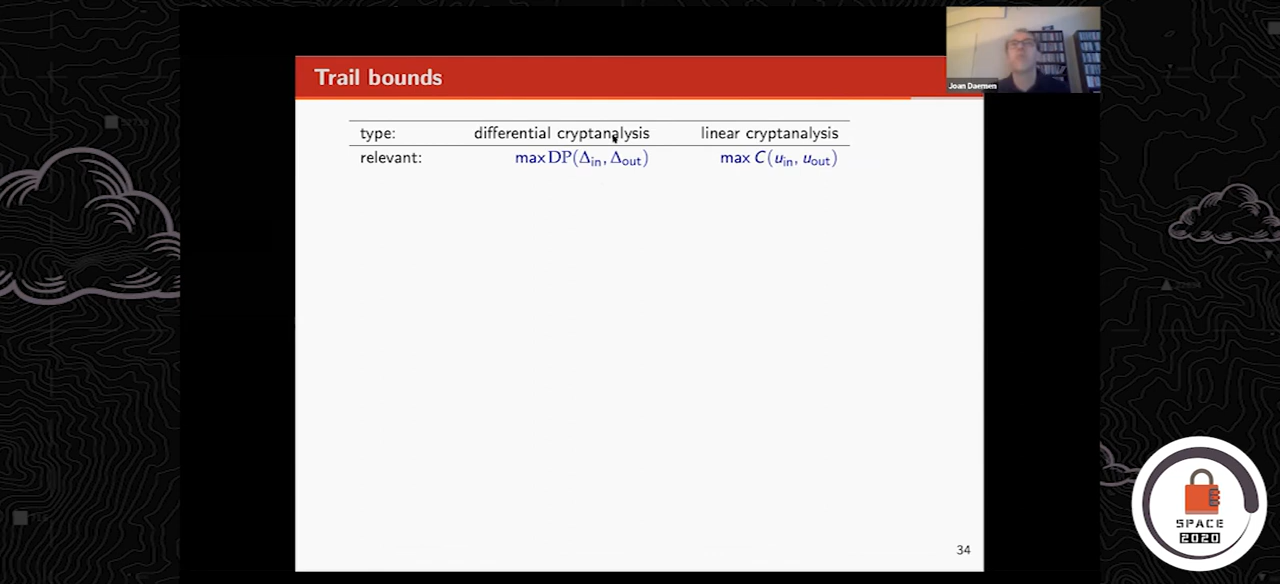 Trail bounds
Joan Daemen
type: differential cryptanalysis linear cryptanalysis
relevant: max DP(Δin, Δout) max C(uin, uout)
SPACE
2020
34